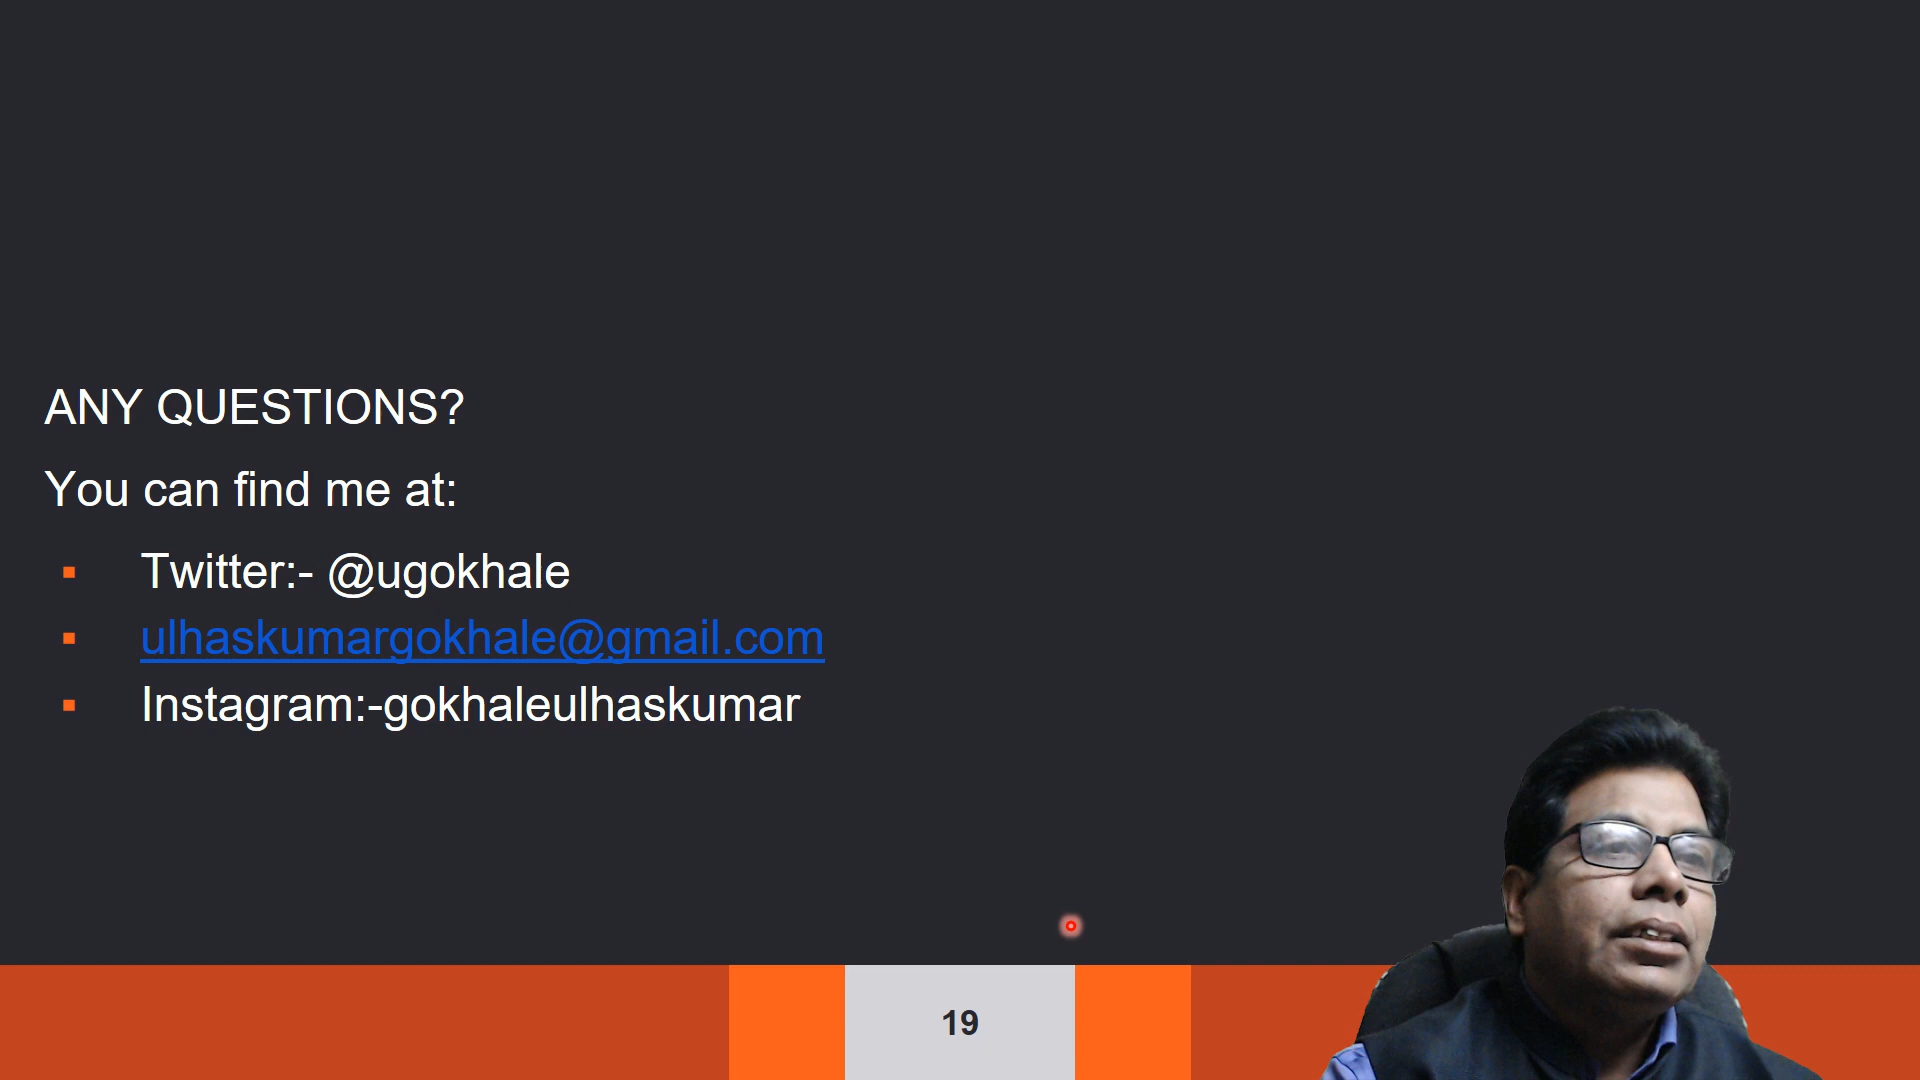 ANY QUESTIONS?
You can find me at:
▪ Twitter:- @ugokhale
▪ ulhaskumargokhale@gmail.com
▪ Instagram:-gokhaleulhaskumar
19